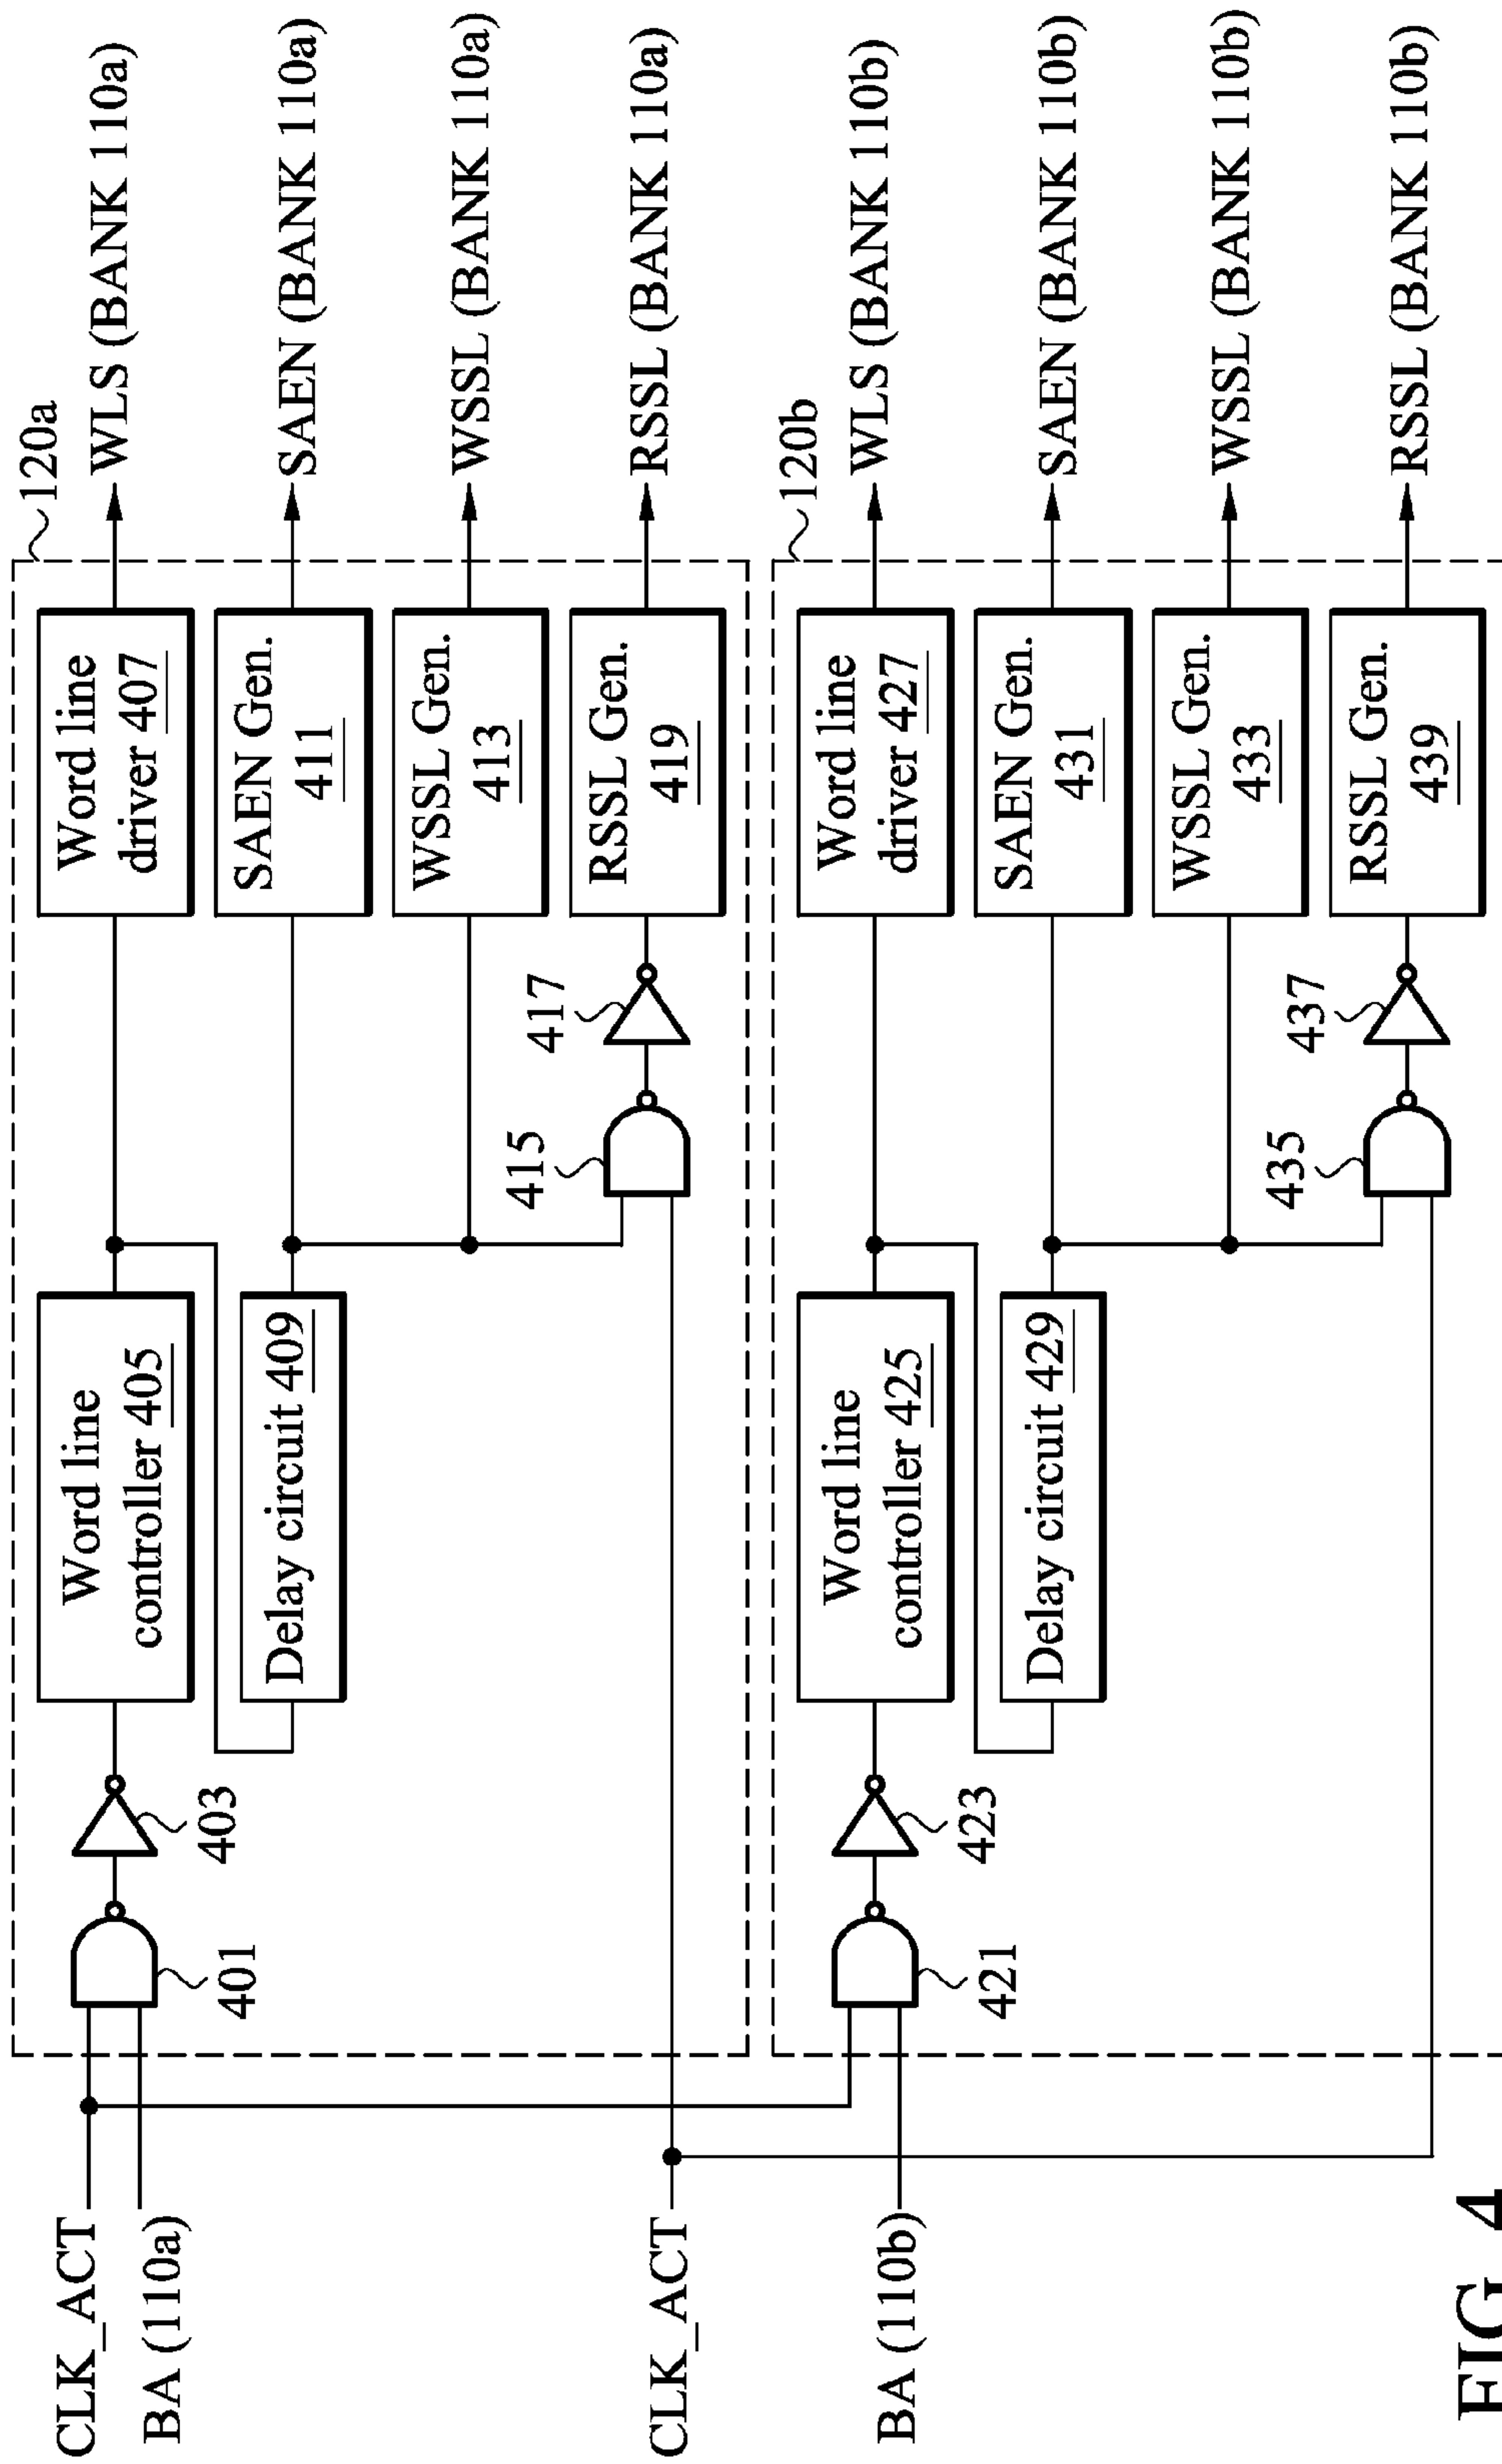 CLK_ACT
BA (110a)
401
403
Word line
controller 405
Delay circuit 409
415
417
Word line
driver 407
SAEN Gen.
411
WSSL Gen.
413
RSSL Gen.
419
120a
WLS (BANK 110a)
SAEN (BANK 110a)
WSSL (BANK 110a)
RSSL (BANK 110a)
CLK_ACT
BA (110b)
421
423
Word line
controller 425
Delay circuit 429
435
437
Word line
driver 427
SAEN Gen.
431
WSSL Gen.
433
RSSL Gen.
439
120b
WLS (BANK 110b)
SAEN (BANK 110b)
WSSL (BANK 110b)
RSSL (BANK 110b)
FIG. 4